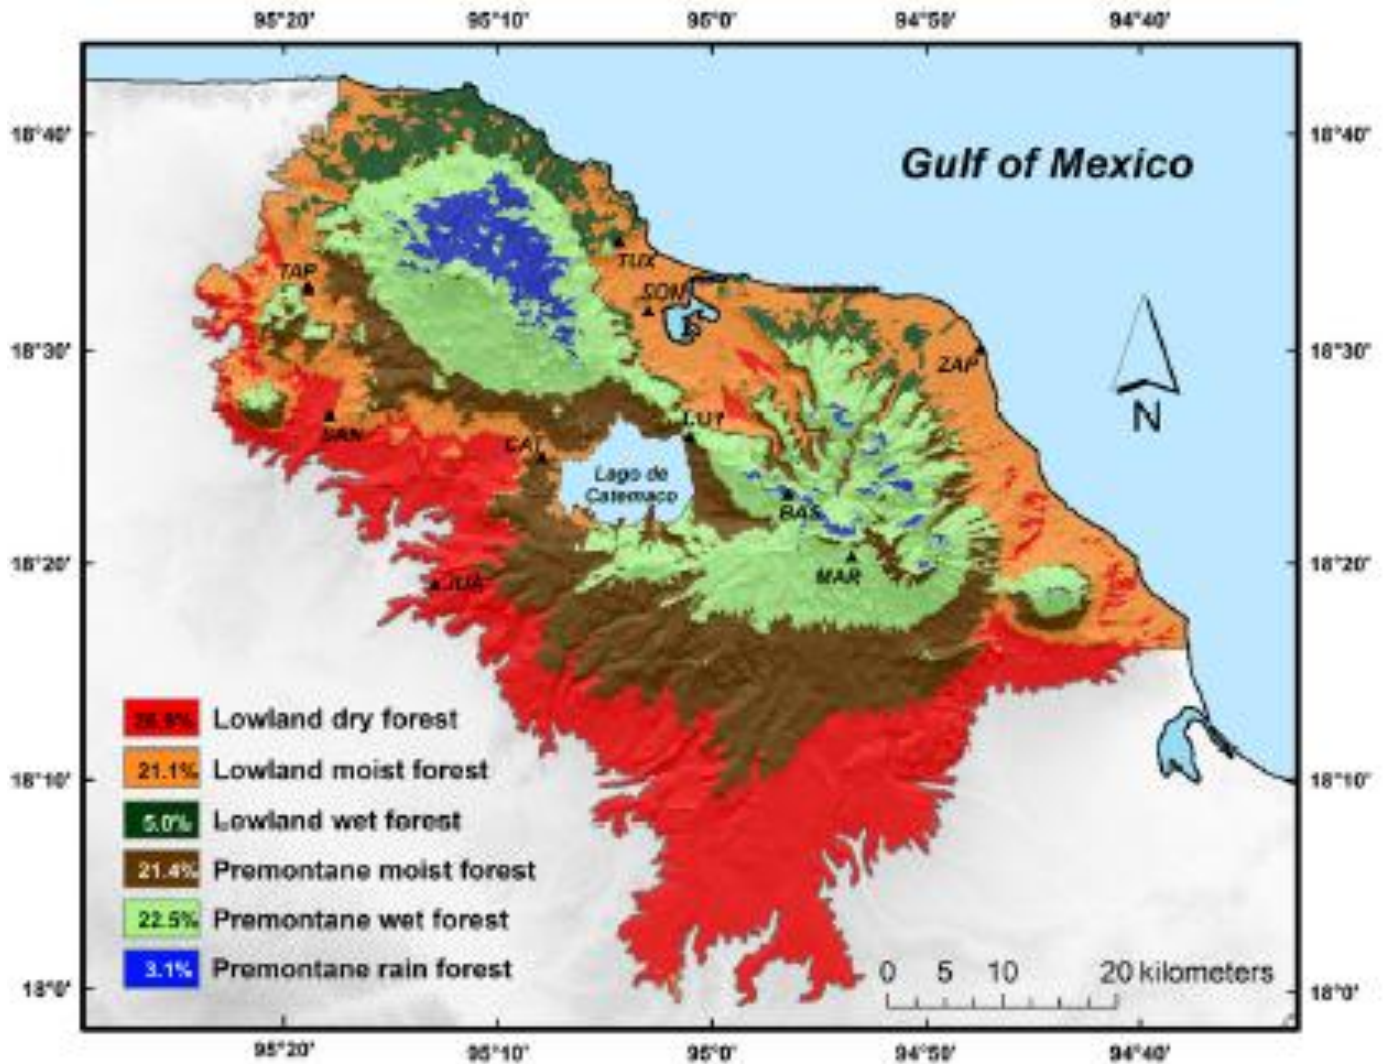 95°20' 95°10' 95°0' 94°50' 94°40'
18°40' 18°40'
Gulf of Mexico
TUX
TAP
SON
18°30' 18°30'
ZAP
N
SAN
CAT
Lago de
Catemaco
BAS
18°20' 18°20'
MAR
JUA
Lowland dry forest
21.1% Lowland moist forest
18°10' 18°10'
5.0% Lowland wet forest
21.4% Premontane moist forest
22.5% Premontane wet forest
3.1% Premontane rain forest
0 5 10 20 kilometers
18°0' 18°0'
95°20' 95°10' 95°0' 94°50' 94°40'